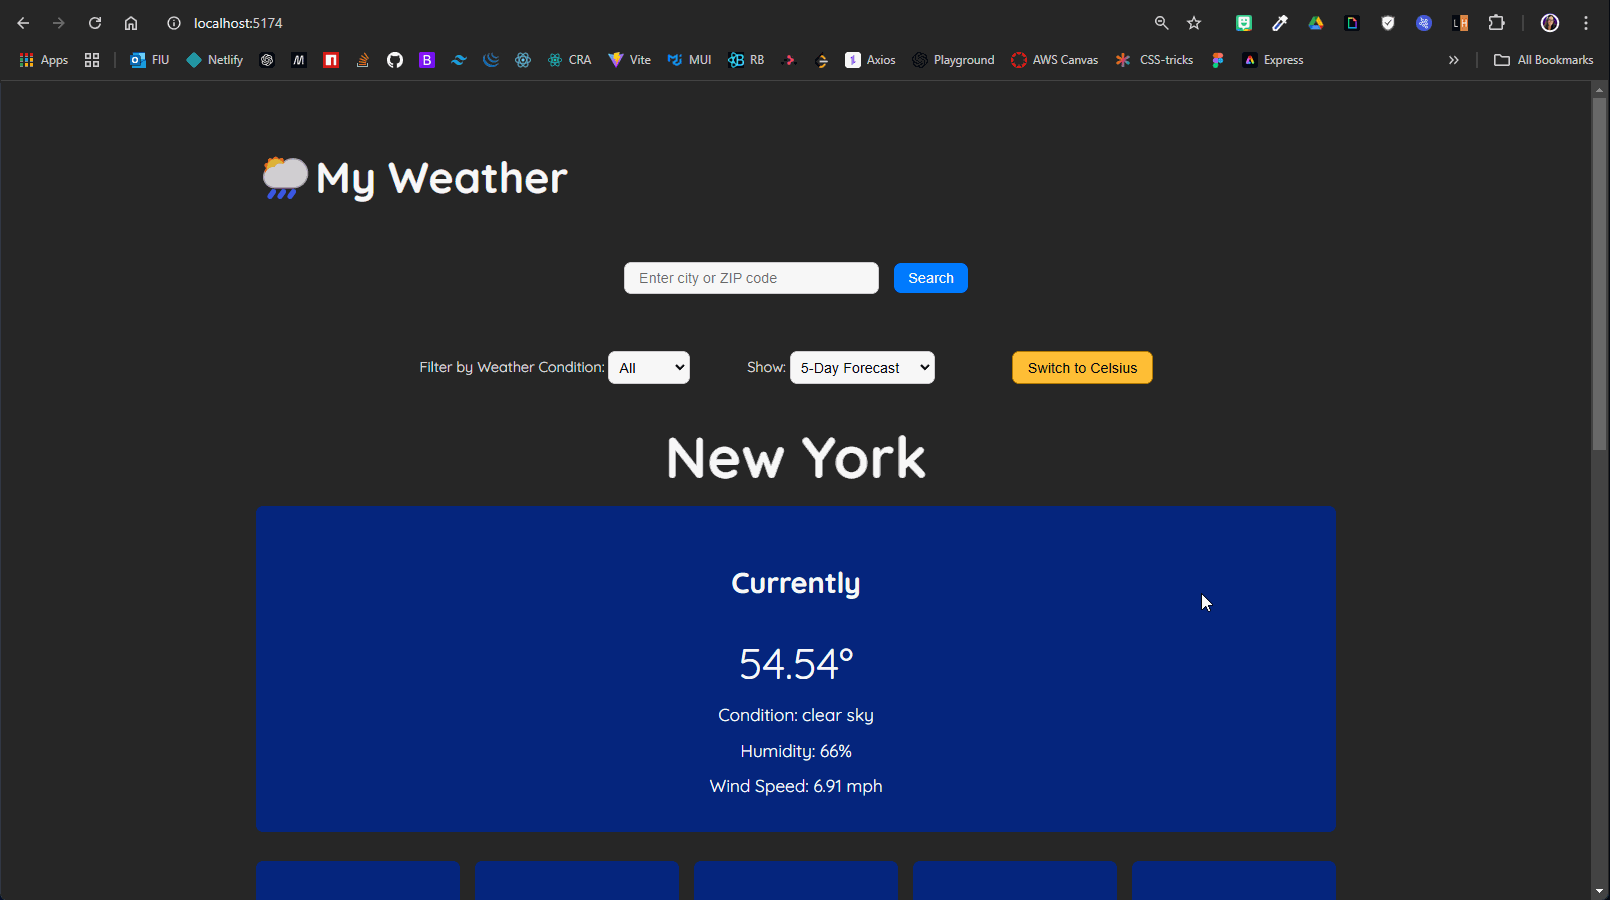 localhost:5174
Apps FIU Netlify CRA Vite MUI RB Axios Playground AWS Canvas CSS-tricks Express All Bookmarks
My Weather
Enter city or ZIP code Search
Filter by Weather Condition: All Show: 5-Day Forecast Switch to Celsius
New York
Currently
54.54°
Condition: clear sky
Humidity: 66%
Wind Speed: 6.91 mph